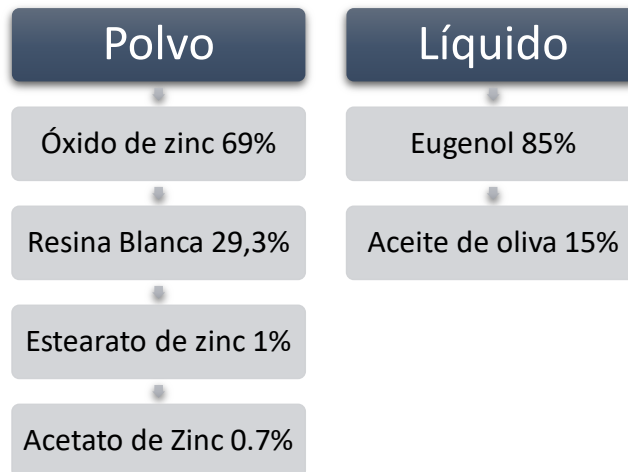 Polvo
Óxido de zinc 69%
Resina Blanca 29,3%
Estearato de zinc 1%
Acetato de Zinc 0.7%
Líquido
Eugenol 85%
Aceite de oliva 15%